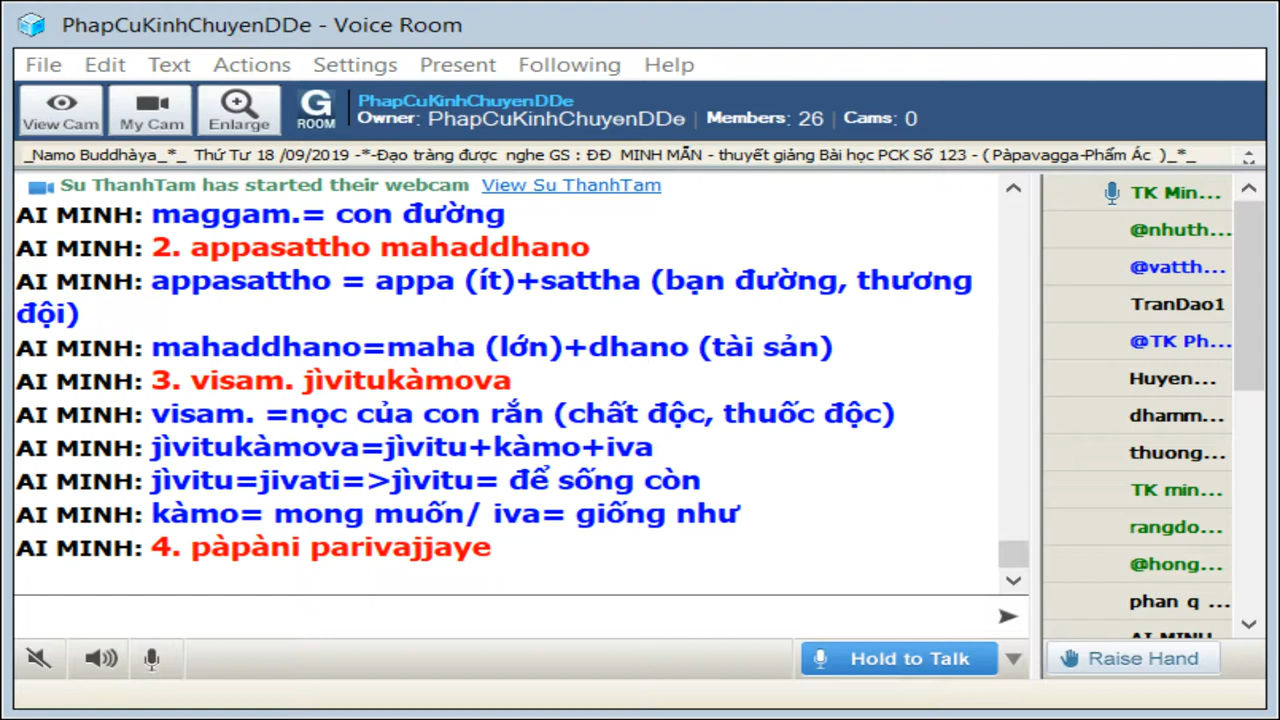 PhapCuKinhChuyenDDe - Voice Room
File Edit Text Actions Settings Present Following Help
View Cam My Cam Enlarge G ROOM
PhapCuKinhChuyenDDe
Owner: PhapCuKinhChuyenDDe | Members: 26 | Cams: 0
_Namo Buddhàya_*_ Thứ Tư 18 /09/2019 -*-Đạo tràng được nghe GS : ĐĐ MINH MẪN - thuyết giảng Bài học PCK Số 123 - ( Pàpavagga-Phẩm Ác )_*_
Su ThanhTam has started their webcam View Su ThanhTam
AI MINH: maggam.= con đường
AI MINH: 2. appasattho mahaddhano
AI MINH: appasattho = appa (ít)+sattha (bạn đường, thương
đội)
AI MINH: mahaddhano=maha (lớn)+dhano (tài sản)
AI MINH: 3. visam. jìvitukàmova
AI MINH: visam. =nọc của con rắn (chất độc, thuốc độc)
AI MINH: jìvitukàmova=jìvitu+kàmo+iva
AI MINH: jìvitu=jivati=>jìvitu= để sống còn
AI MINH: kàmo= mong muốn/ iva= giống như
AI MINH: 4. pàpàni parivajjaye
TK Min...
@nhuth...
@vatth...
TranDao1
@TK Ph...
Huyen...
dhamm...
thuong...
TK min...
rangdo...
@hong...
phan q ...
AI MINH
Hold to Talk
Raise Hand